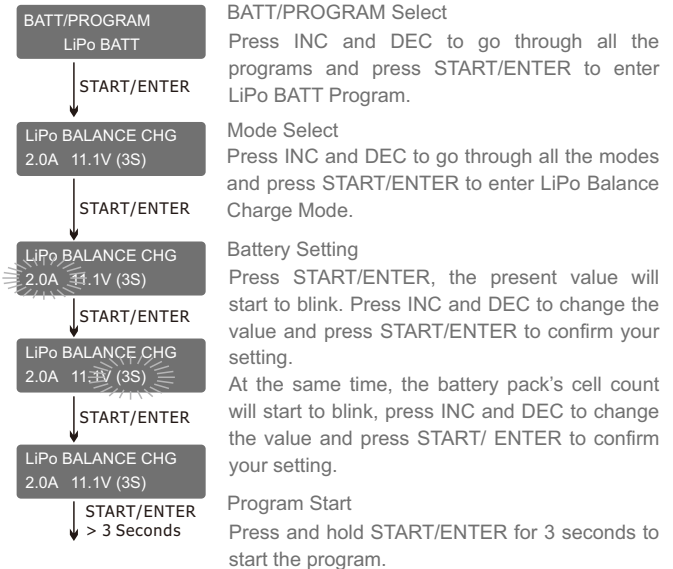 BATT/PROGRAM
LiPo BATT
START/ENTER
LiPo BALANCE CHG
2.0A 11.1V (3S)
START/ENTER
LiPo BALANCE CHG
2.0A 11.1V (3S)
START/ENTER
LiPo BALANCE CHG
2.0A 11.1V (3S)
START/ENTER
LiPo BALANCE CHG
2.0A 11.1V (3S)
START/ENTER
> 3 Seconds
BATT/PROGRAM Select
Press INC and DEC to go through all the
programs and press START/ENTER to enter
LiPo BATT Program.
Mode Select
Press INC and DEC to go through all the modes
and press START/ENTER to enter LiPo Balance
Charge Mode.
Battery Setting
Press START/ENTER, the present value will
start to blink. Press INC and DEC to change the
value and press START/ENTER to confirm your
setting.
At the same time, the battery pack’s cell count
will start to blink, press INC and DEC to change
the value and press START/ ENTER to confirm
your setting.
Program Start
Press and hold START/ENTER for 3 seconds to
start the program.